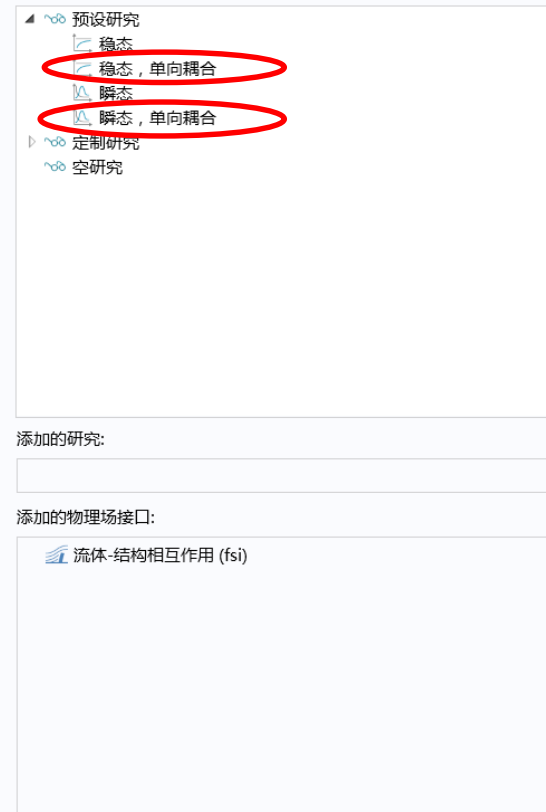 预设研究
稳态
稳态，单向耦合
瞬态
瞬态，单向耦合
定制研究
空研究
添加的研究:
添加的物理场接口:
流体-结构相互作用 (fsi)